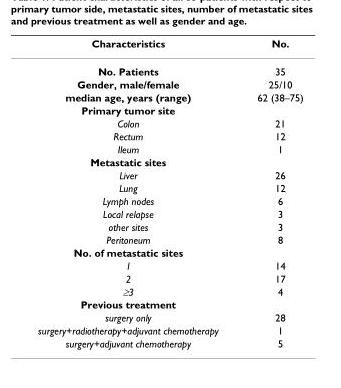 primary tumor side, metastatic sites, number of metastatic sites
and previous treatment as well as gender and age.
Characteristics No.
No. Patients 35
Gender, male/female 25/10
median age, years (range) 62 (38–75)
Primary tumor site
Colon 21
Rectum 12
Ileum 1
Metastatic sites
Liver 26
Lung 12
Lymph nodes 6
Local relapse 3
other sites 3
Peritoneum 8
No. of metastatic sites
1 14
2 17
≥3 4
Previous treatment
surgery only 28
surgery+radiotherapy+adjuvant chemotherapy 1
surgery+adjuvant chemotherapy 5